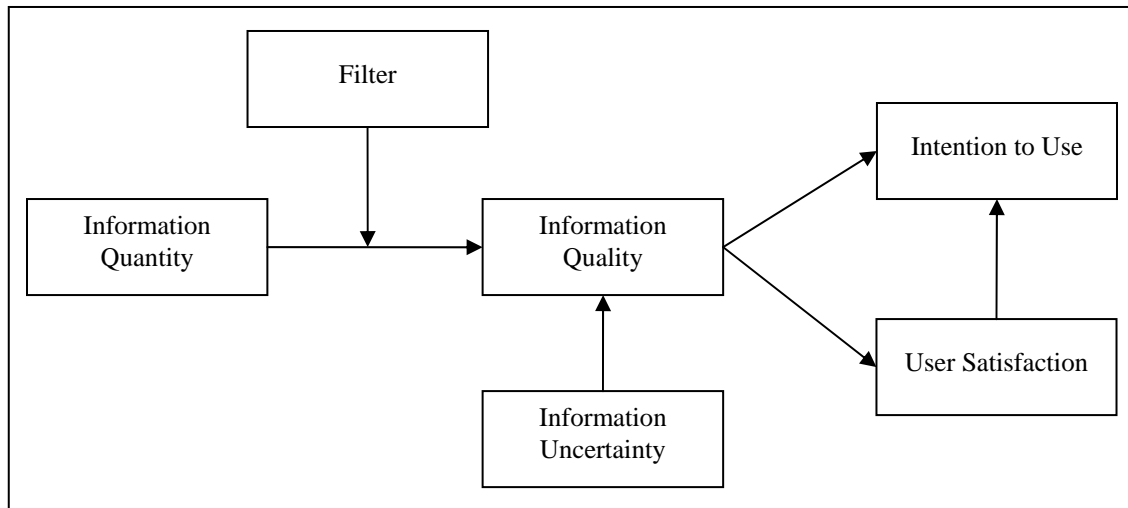 Filter
Intention to Use
Information
Quantity
Information
Quality
User Satisfaction
Information
Uncertainty